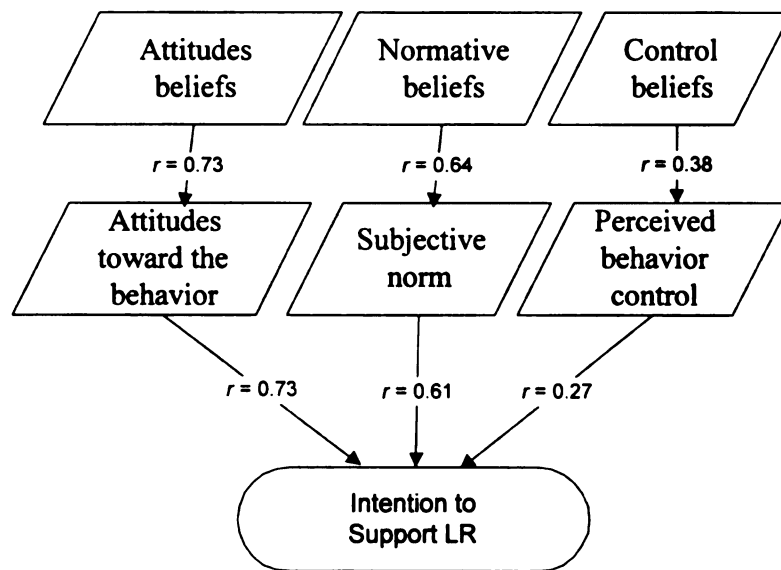 Attitudes
beliefs
Normative
beliefs
Control
beliefs
r = 0.73
r = 0.64
r = 0.38
Attitudes
toward the
behavior
Subjective
norm
Perceived
behavior
control
r = 0.73
r = 0.61
r = 0.27
Intention to
Support LR